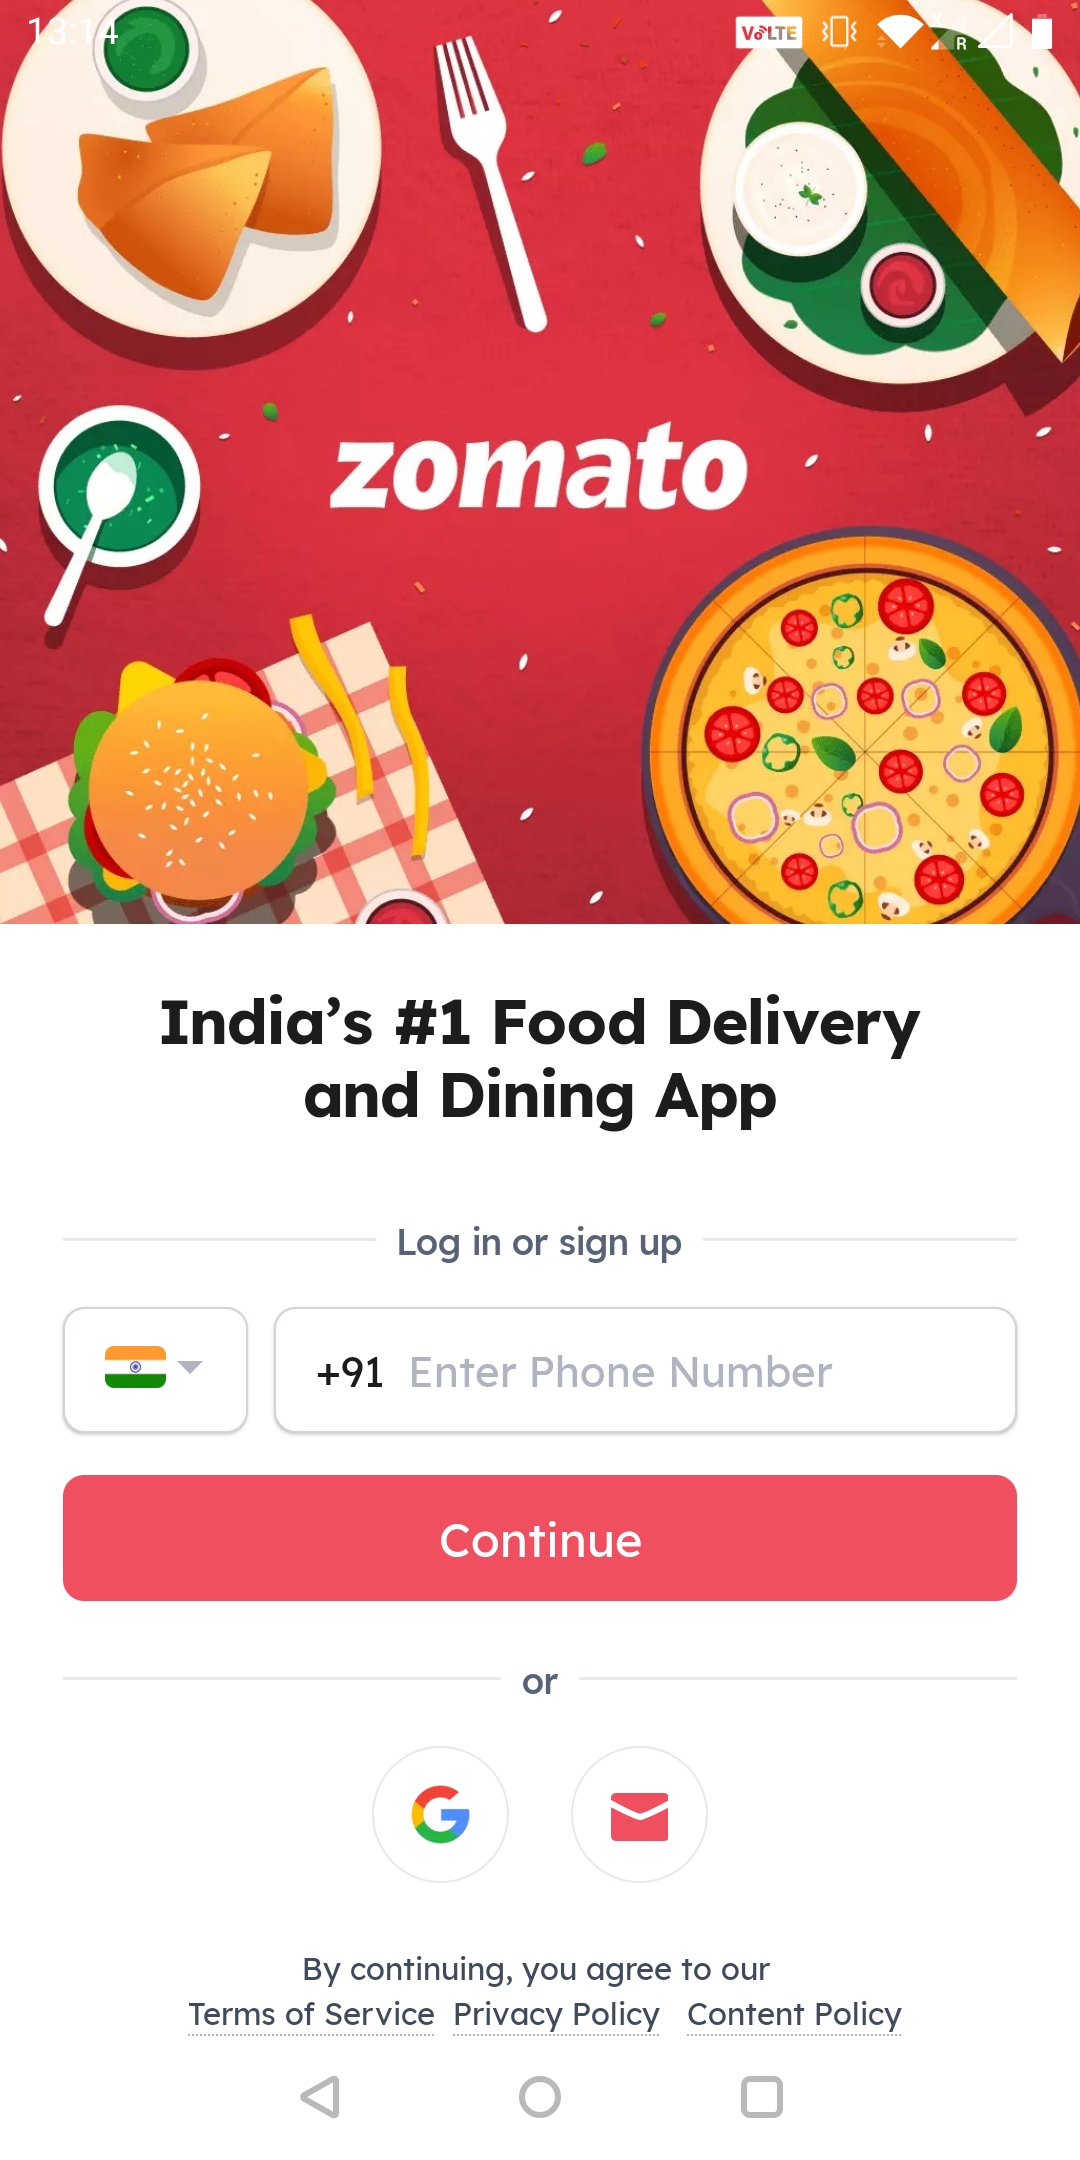 13:14
VoLTE
R
zomato
India’s #1 Food Delivery
and Dining App
Log in or sign up
+91 Enter Phone Number
Continue
or
By continuing, you agree to our
Terms of Service Privacy Policy Content Policy